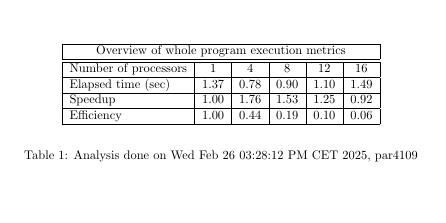 Overview of whole program execution metrics
Number of processors 1 4 8 12 16
Elapsed time (sec) 1.37 0.78 0.90 1.10 1.49
Speedup 1.00 1.76 1.53 1.25 0.92
Efficiency 1.00 0.44 0.19 0.10 0.06
Table 1: Analysis done on Wed Feb 26 03:28:12 PM CET 2025, par4109